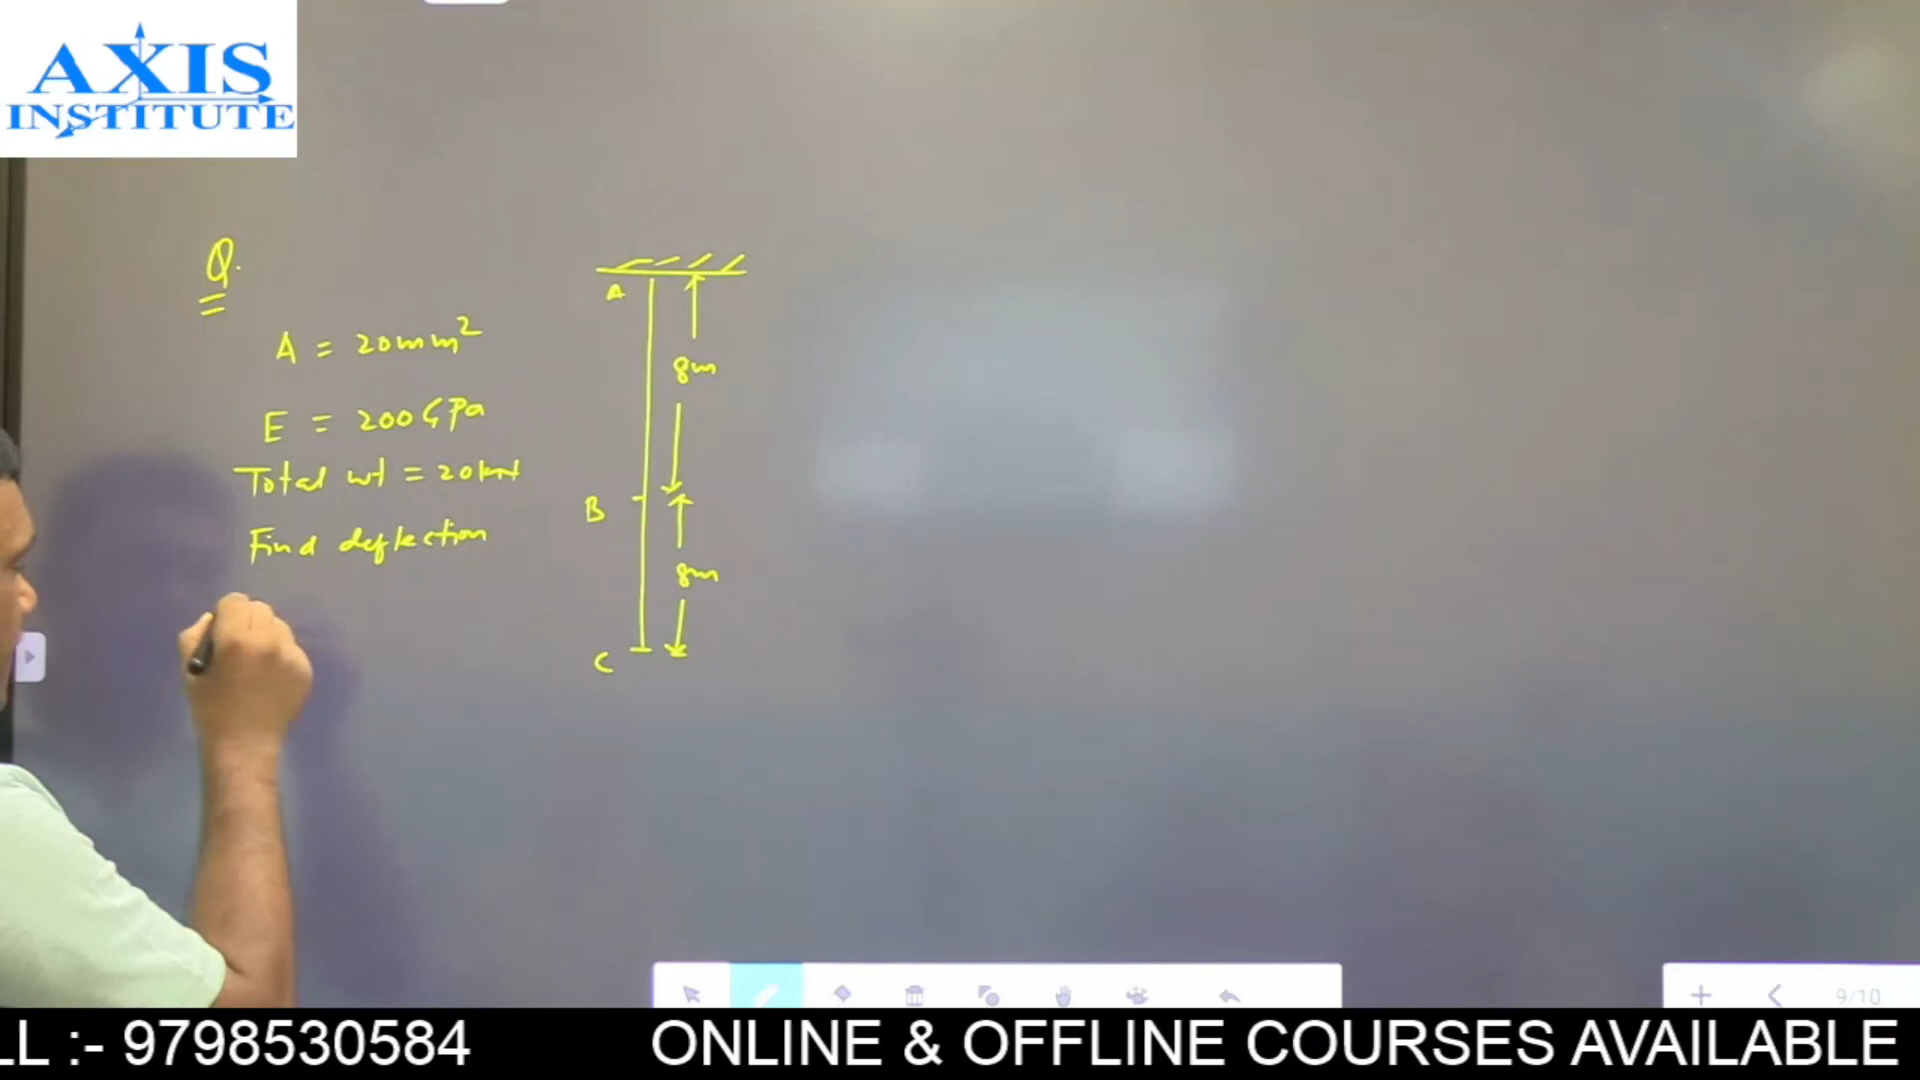 AXIS
INSTITUTE
Q.
A = 20mm²
E = 200GPa
Total wt = 20kN
Find deflection
A
8m
B
8m
C
9/10
LL :- 9798530584 ONLINE & OFFLINE COURSES AVAILABLE